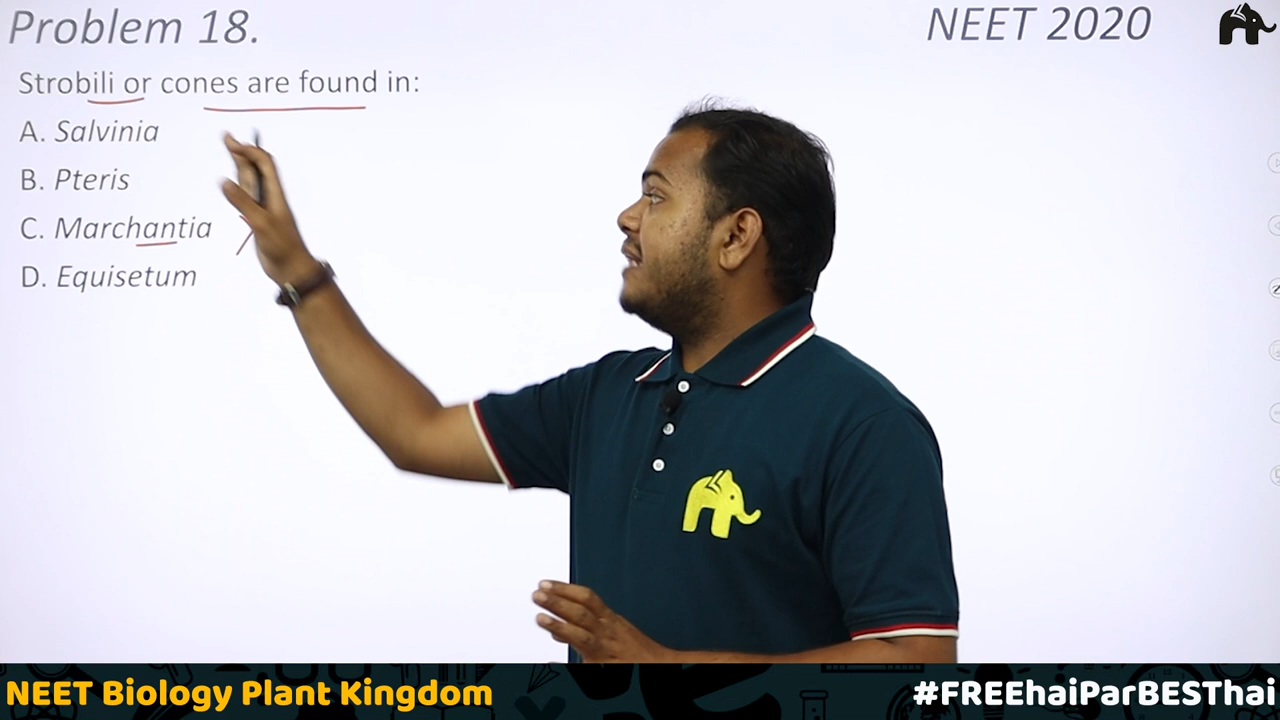 Problem 18.
NEET 2020
Strobili or cones are found in:
A. Salvinia
B. Pteris
C. Marchantia
D. Equisetum
NEET Biology Plant Kingdom
#FREEhaiParBESThai